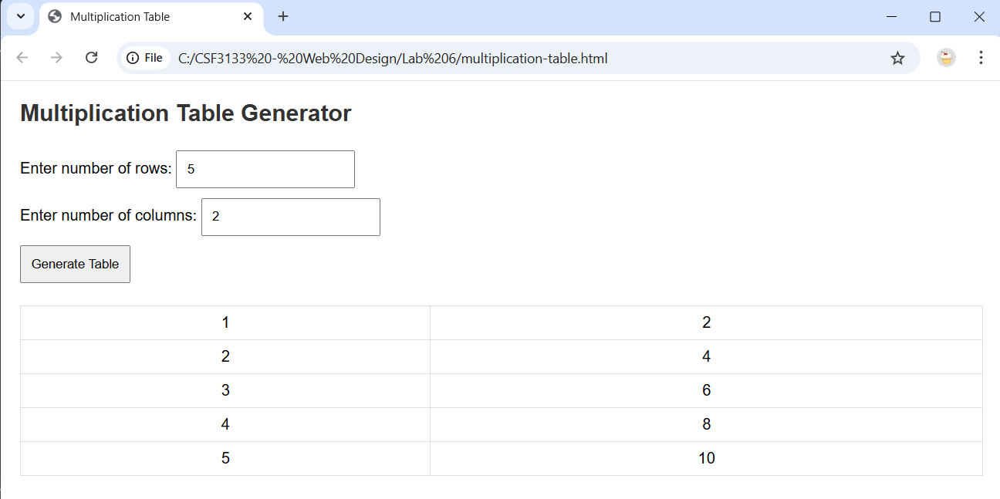 Multiplication Table
File C:/CSF3133%20-%20Web%20Design/Lab%206/multiplication-table.html
Multiplication Table Generator
Enter number of rows: 5
Enter number of columns: 2
Generate Table
1 2
2 4
3 6
4 8
5 10